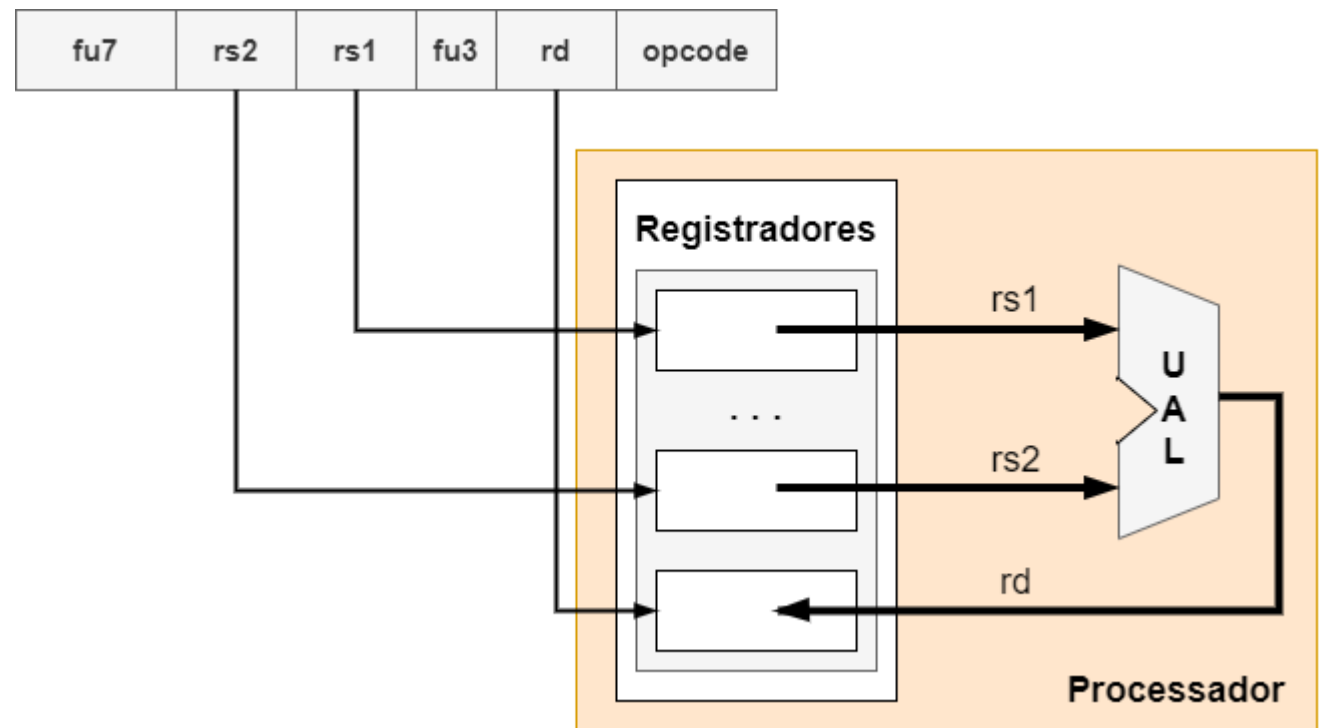 fu7 rs2 rs1 fu3 rd opcode
Registradores
rs1
. . .
rs2
U
A
L
rd
Processador